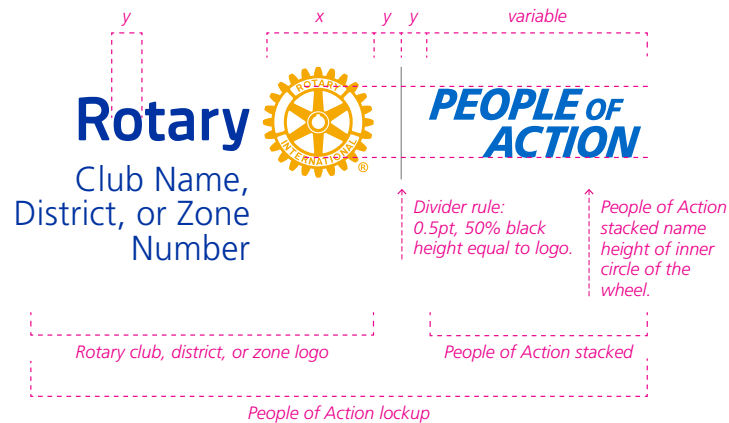 y
x
y
y
variable
Rotary
ROTARY
INTERNATIONAL
®
PEOPLE OF
ACTION
Club Name,
District, or Zone
Number
Divider rule:
0.5pt, 50% black
height equal to logo.
People of Action
stacked name
height of inner
circle of the
wheel.
Rotary club, district, or zone logo
People of Action stacked
People of Action lockup